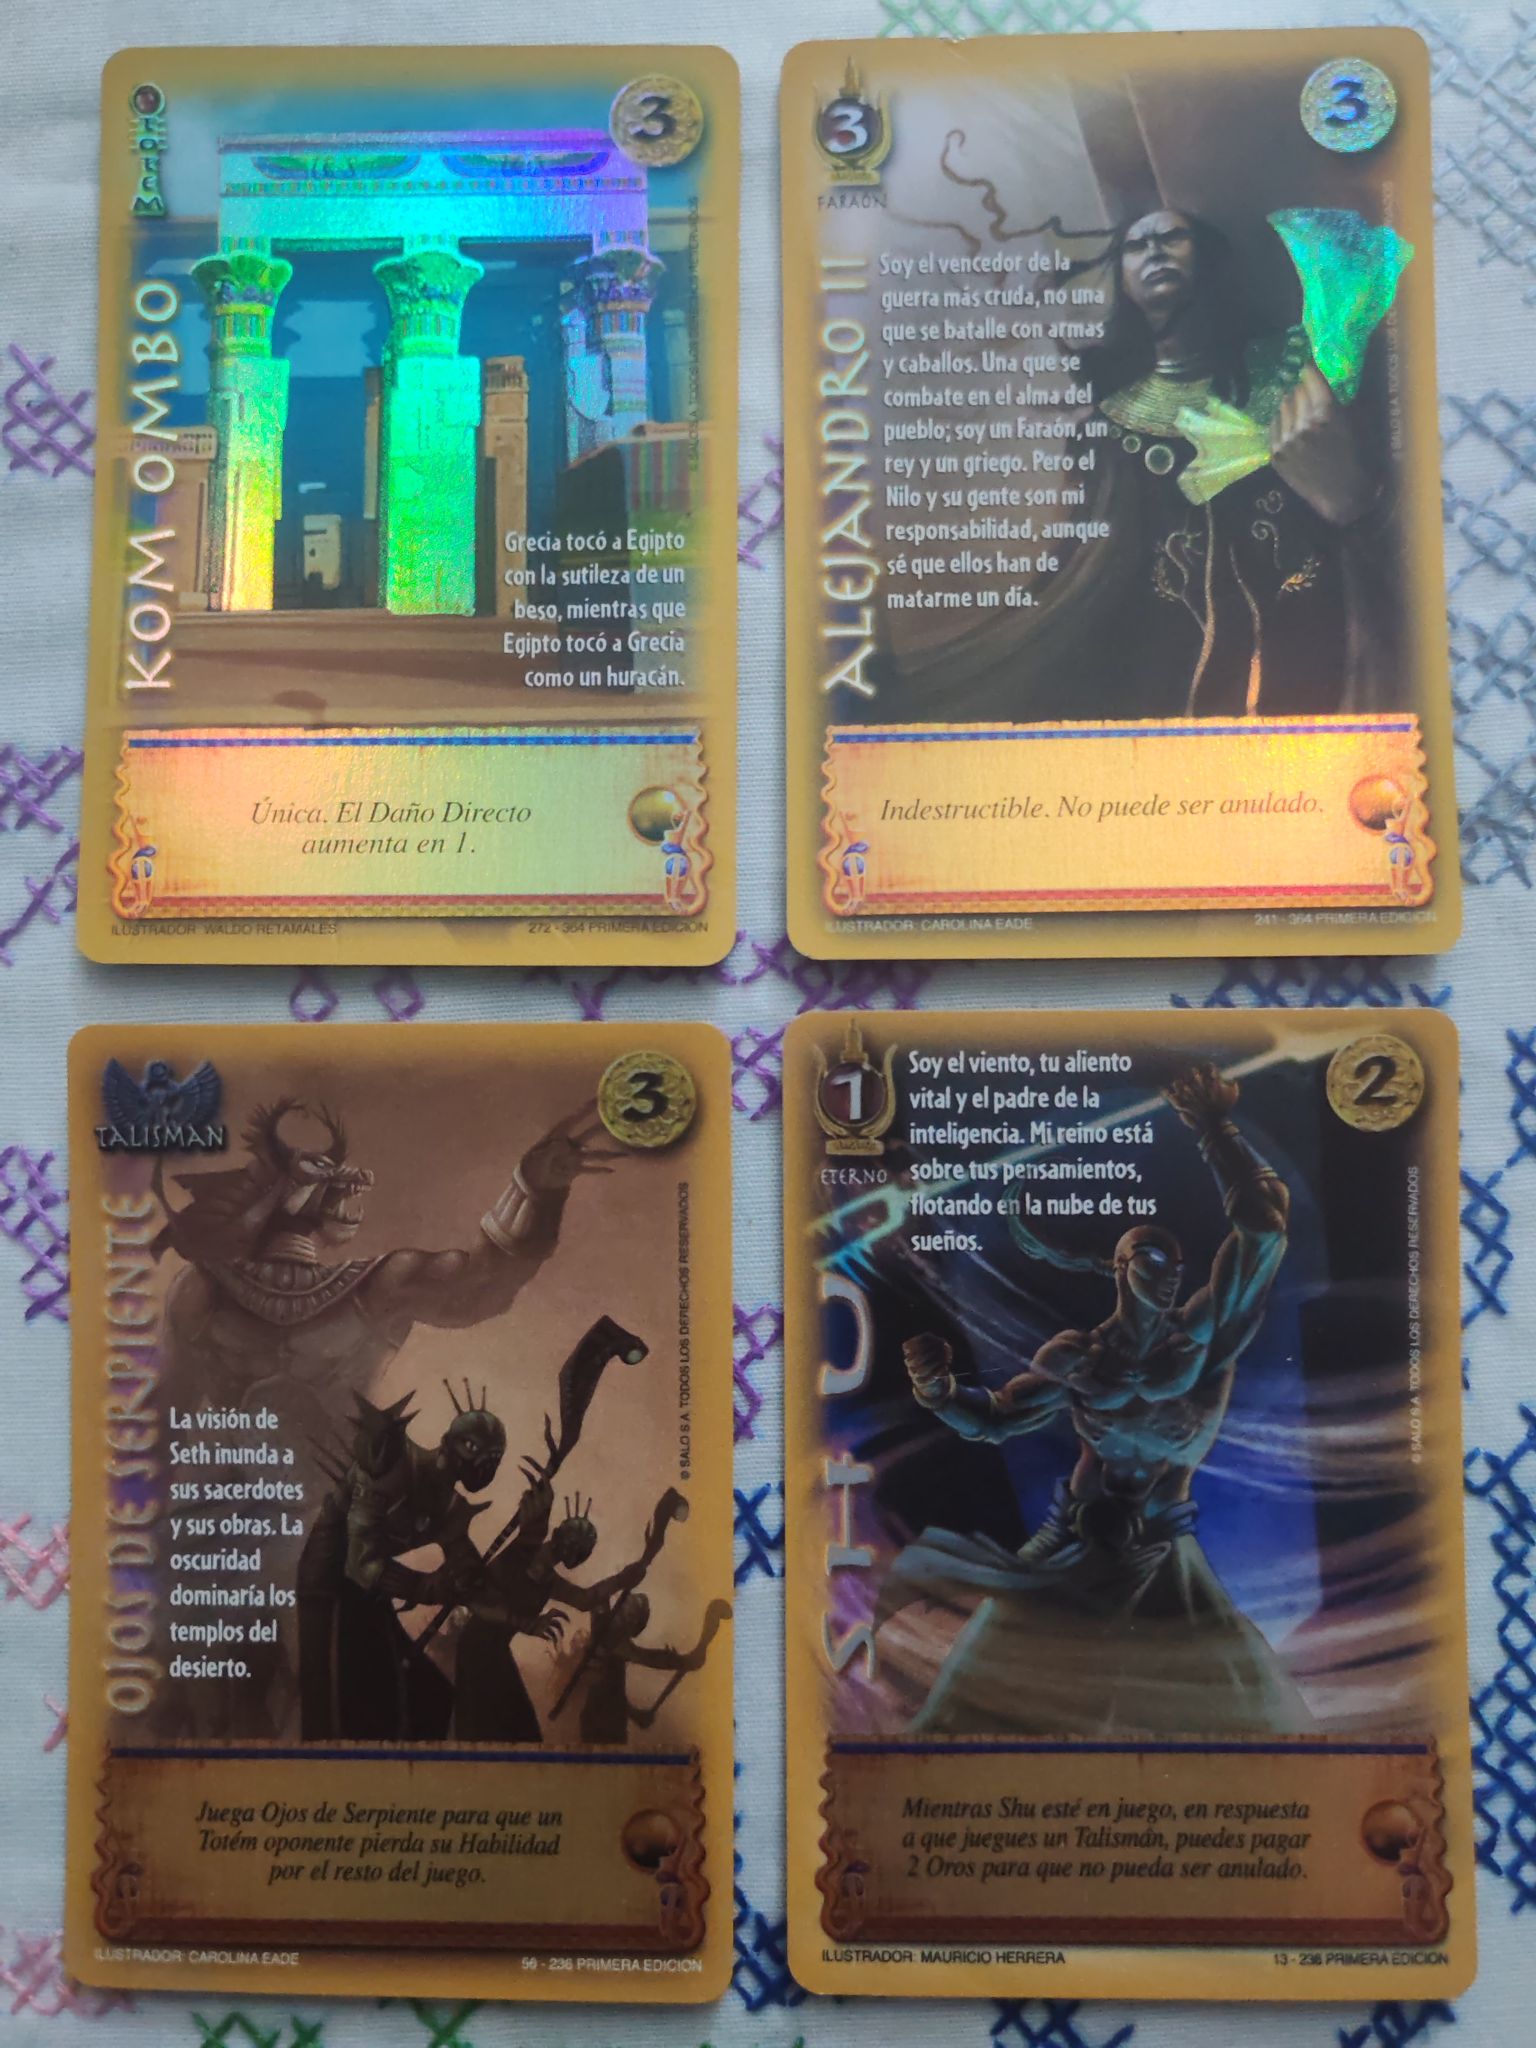 TOTEM
3
KOM OMBO
Grecia tocó a Egipto
con la sutileza de un
beso, mientras que
Egipto tocó a Grecia
como un huracán.
Única. El Daño Directo
aumenta en 1.
ILUSTRADOR: WALDO RETAMALES
272 - 364 PRIMERA EDICION
3
FARAÓN
3
ALEJANDRO II
Soy el vencedor de la
guerra más cruda, no una
que se batalle con armas
y caballos. Una que se
combate en el alma del
pueblo; soy un Faraón, un
rey y un griego. Pero el
Nilo y su gente son mi
responsabilidad, aunque
sé que ellos han de
matarme un día.
Indestructible. No puede ser anulado.
ILUSTRADOR: CAROLINA EADE
241 - 364 PRIMERA EDICION
TALISMAN
3
OJOS DE SERPIENTE
La visión de
Seth inunda a
sus sacerdotes
y sus obras. La
oscuridad
dominaría los
templos del
desierto.
© SALO S.A. TODOS LOS DERECHOS RESERVADOS
Juega Ojos de Serpiente para que un
Totém oponente pierda su Habilidad
por el resto del juego.
ILUSTRADOR: CAROLINA EADE
56 - 236 PRIMERA EDICION
1
ETERNO
2
SHU
Soy el viento, tu aliento
vital y el padre de la
inteligencia. Mi reino está
sobre tus pensamientos,
flotando en la nube de tus
sueños.
© SALO S.A. TODOS LOS DERECHOS RESERVADOS
Mientras Shu esté en juego, en respuesta
a que juegues un Talismán, puedes pagar
2 Oros para que no pueda ser anulado.
ILUSTRADOR: MAURICIO HERRERA
13 - 236 PRIMERA EDICION